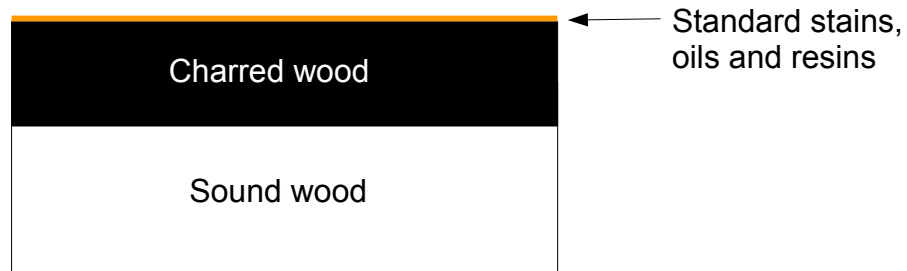 Standard stains,
oils and resins
Charred wood
Sound wood